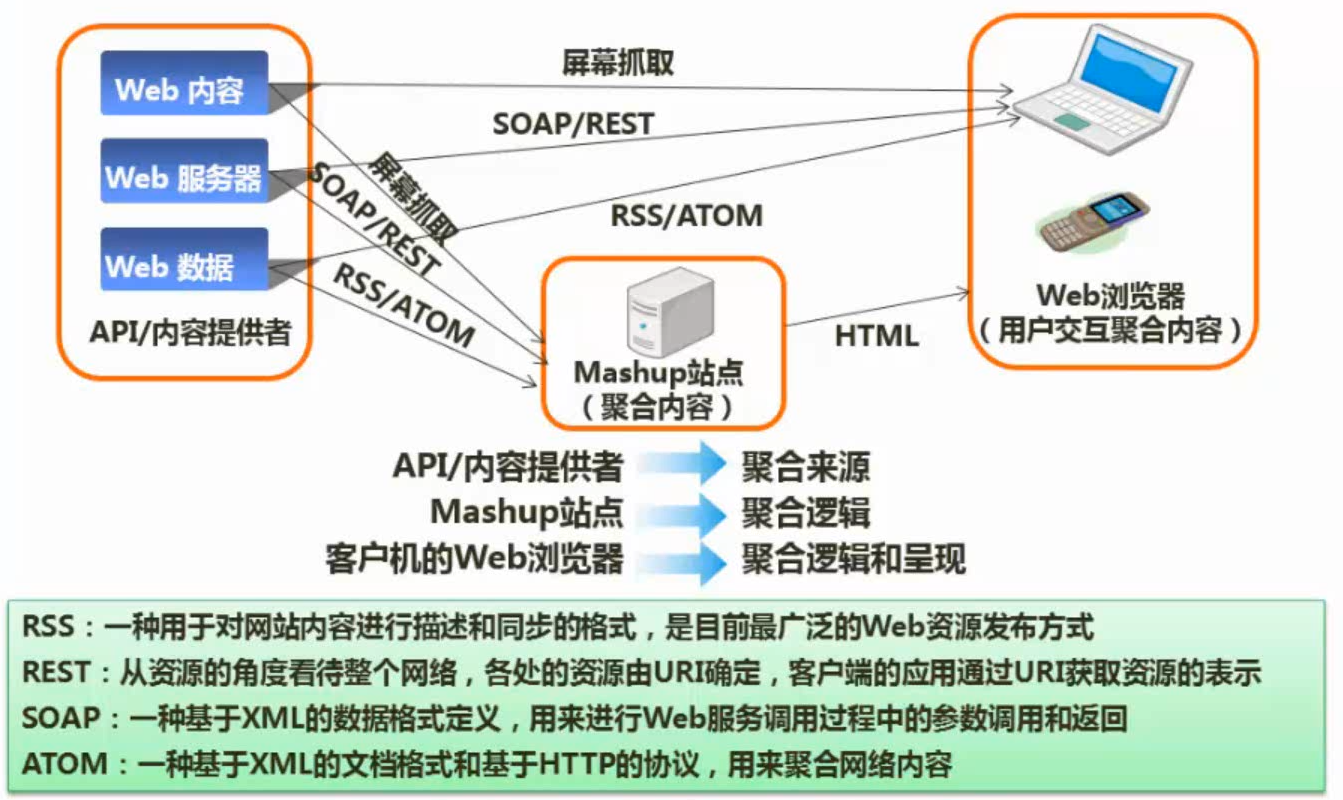 屏幕抓取
Web 内容
SOAP/REST
Web 服务器
屏幕抓取
SOAP/REST
RSS/ATOM
Web 数据
RSS/ATOM
API/内容提供者
Web浏览器
（用户交互聚合内容）
HTML
Mashup站点
（聚合内容）
API/内容提供者 聚合来源
Mashup站点 聚合逻辑
客户机的Web浏览器 聚合逻辑和呈现
RSS：一种用于对网站内容进行描述和同步的格式，是目前最广泛的Web资源发布方式
REST：从资源的角度看待整个网络，各处的资源由URI确定，客户端的应用通过URI获取资源的表示
SOAP：一种基于XML的数据格式定义，用来进行Web服务调用过程中的参数调用和返回
ATOM：一种基于XML的文档格式和基于HTTP的协议，用来聚合网络内容